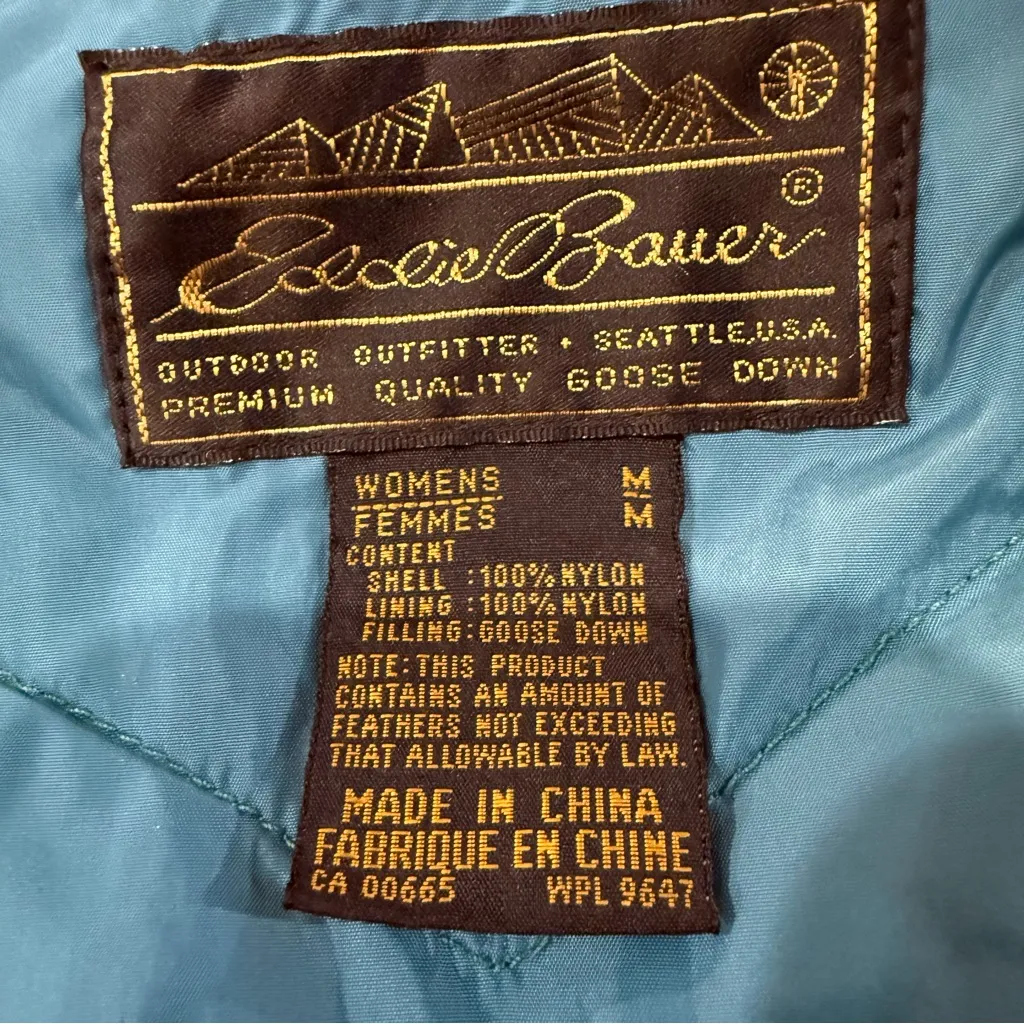 Eddie Bauer ®
OUTDOOR OUTFITTER • SEATTLE,U.S.A.
PREMIUM QUALITY GOOSE DOWN
WOMENS M
FEMMES M
CONTENT
SHELL :100% NYLON
LINING :100% NYLON
FILLING:GOOSE DOWN
NOTE:THIS PRODUCT
CONTAINS AN AMOUNT OF
FEATHERS NOT EXCEEDING
THAT ALLOWABLE BY LAW.
MADE IN CHINA
FABRIQUE EN CHINE
CA 00665 WPL 9647